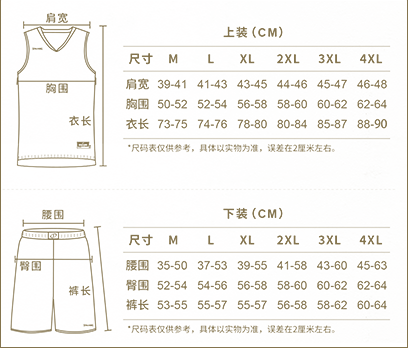 肩宽
胸围
衣长
上装（CM）
尺寸 M L XL 2XL 3XL 4XL
肩宽 39-41 41-43 43-45 44-46 45-47 46-48
胸围 50-52 52-54 56-58 58-60 60-62 62-64
衣长 73-75 74-76 78-80 80-84 85-87 88-90
*尺码表仅供参考，具体以实物为准，误差在2厘米左右。
腰围
臀围
裤长
下装（CM）
尺寸 M L XL 2XL 3XL 4XL
腰围 35-50 37-53 39-55 41-58 43-60 45-63
臀围 52-54 54-56 56-58 58-60 60-62 62-64
裤长 53-55 55-57 55-57 56-58 58-62 60-64
*尺码表仅供参考，具体以实物为准，误差在2厘米左右。